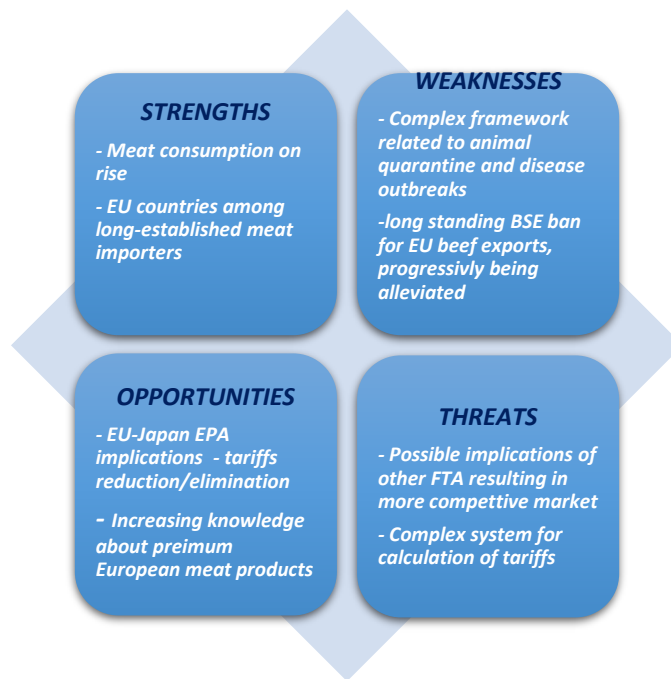 STRENGTHS
- Meat consumption on
rise
- EU countries among
long-established meat
importers
WEAKNESSES
- Complex framework
related to animal
quarantine and disease
outbreaks
-long standing BSE ban
for EU beef exports,
progressivly being
alleviated
OPPORTUNITIES
- EU-Japan EPA
implications - tariffs
reduction/elimination
- Increasing knowledge
about preimum
European meat products
THREATS
- Possible implications of
other FTA resulting in
more compettive market
- Complex system for
calculation of tariffs